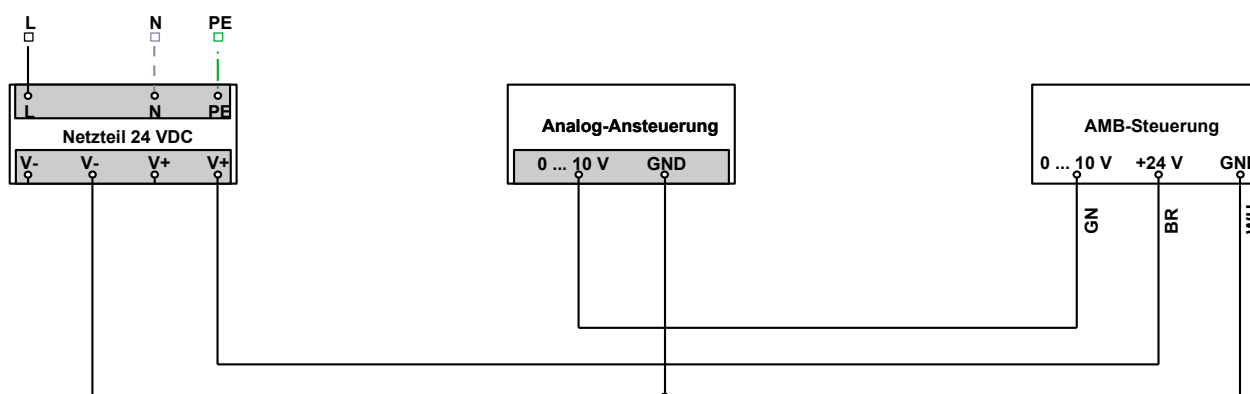 L N PE
L N PE
Netzteil 24 VDC
V- V- V+ V+
Analog-Ansteuerung
0 ... 10 V GND
AMB-Steuerung
0 ... 10 V +24 V
GN
BR